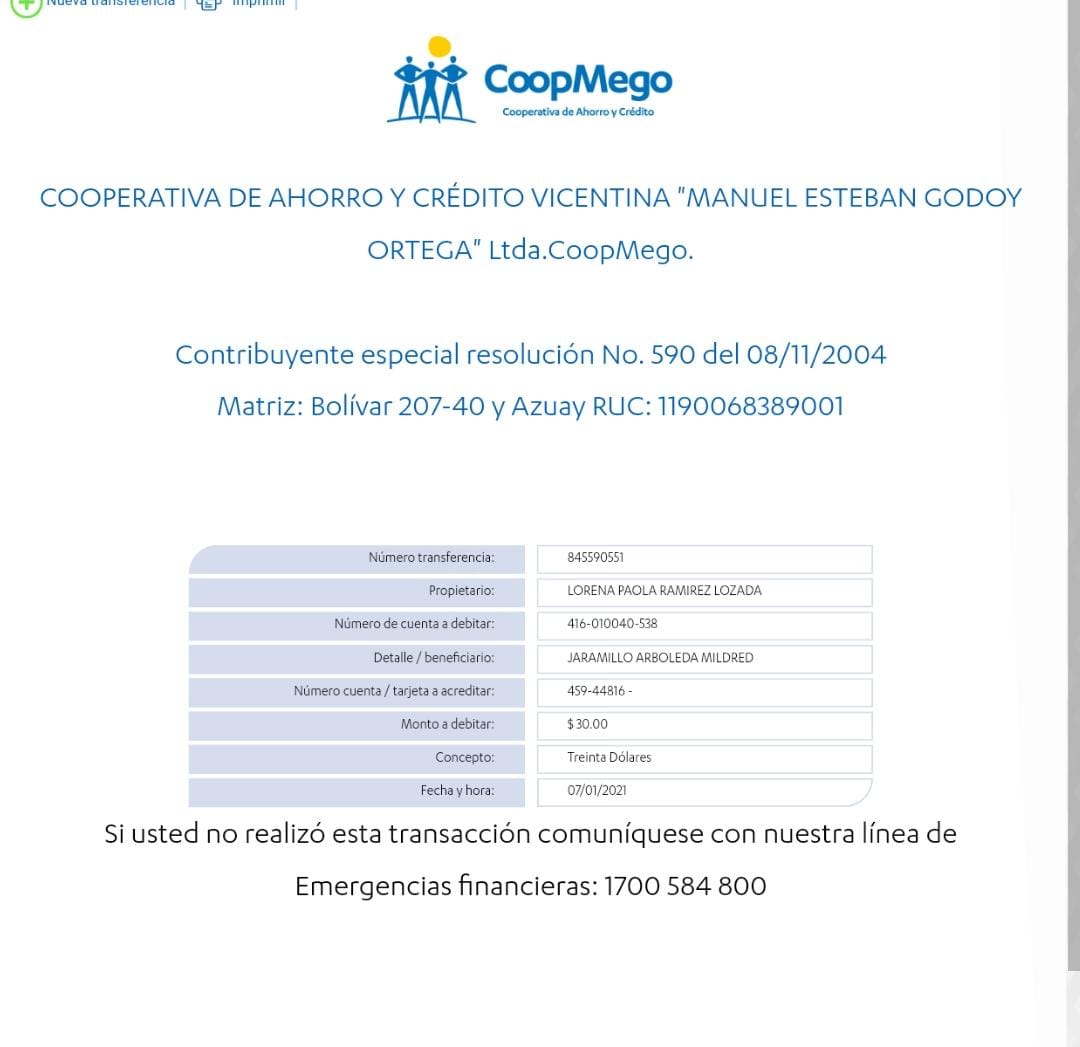 Nueva transferencia | Imprimir |
CoopMego
Cooperativa de Ahorro y Crédito
COOPERATIVA DE AHORRO Y CRÉDITO VICENTINA "MANUEL ESTEBAN GODOY
ORTEGA" Ltda.CoopMego.
Contribuyente especial resolución No. 590 del 08/11/2004
Matriz: Bolívar 207-40 y Azuay RUC: 1190068389001
Número transferencia: 845590551
Propietario: LORENA PAOLA RAMIREZ LOZADA
Número de cuenta a debitar: 416-010040-538
Detalle / beneficiario: JARAMILLO ARBOLEDA MILDRED
Número cuenta / tarjeta a acreditar: 459-44816 -
Monto a debitar: $ 30.00
Concepto: Treinta Dólares
Fecha y hora: 07/01/2021
Si usted no realizó esta transacción comuníquese con nuestra línea de
Emergencias financieras: 1700 584 800